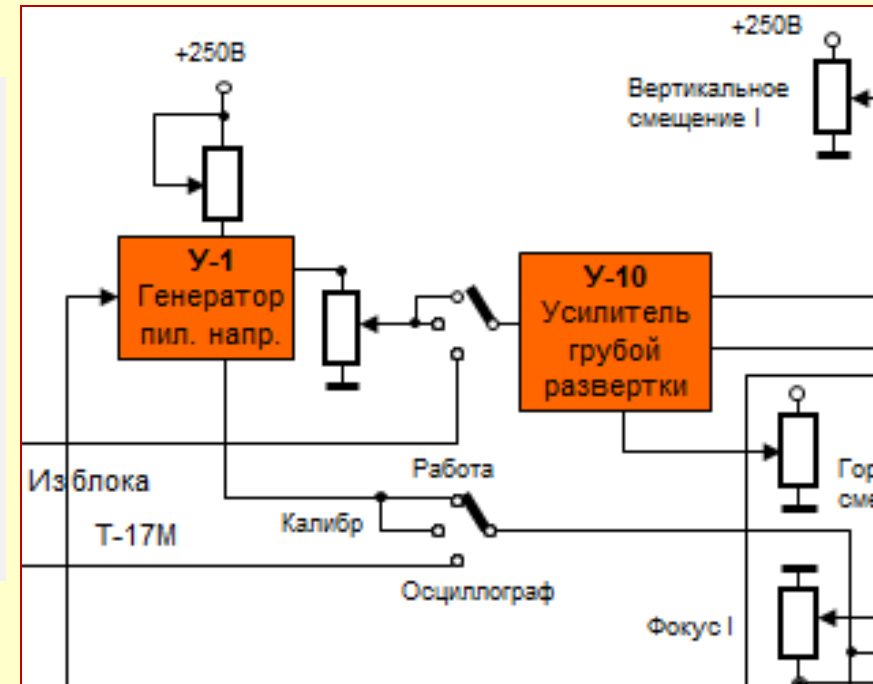 +250В
+250В
Вертикальное
смещение I
У-1
Генератор
пил. напр.
У-10
Усилитель
грубой
развертки
Из блока
Работа
Калибр
Т-17М
Осциллограф
Фокус I